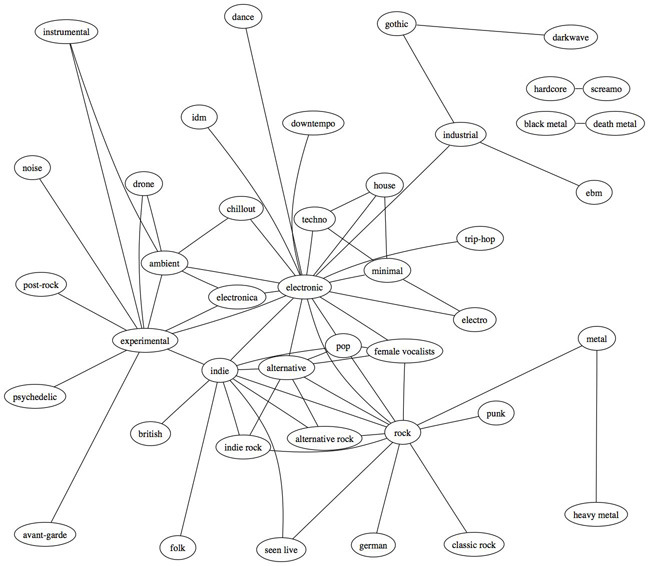 dance
gothic
instrumental
darkwave
hardcore
screamo
idm
downtempo
black metal
death metal
industrial
noise
drone
house
ebm
chillout
techno
trip-hop
ambient
minimal
post-rock
electronic
electronica
electro
experimental
pop
female vocalists
metal
indie
alternative
psychedelic
punk
british
rock
indie rock
alternative rock
heavy metal
avant-garde
folk
seen live
german
classic rock